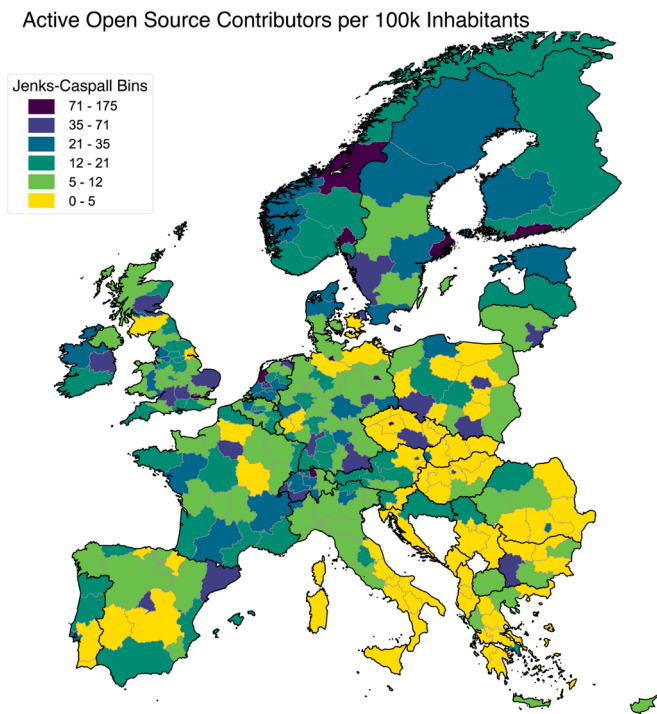 Active Open Source Contributors per 100k Inhabitants
Jenks-Caspall Bins
71 - 175
35 - 71
21 - 35
12 - 21
5 - 12
0 - 5